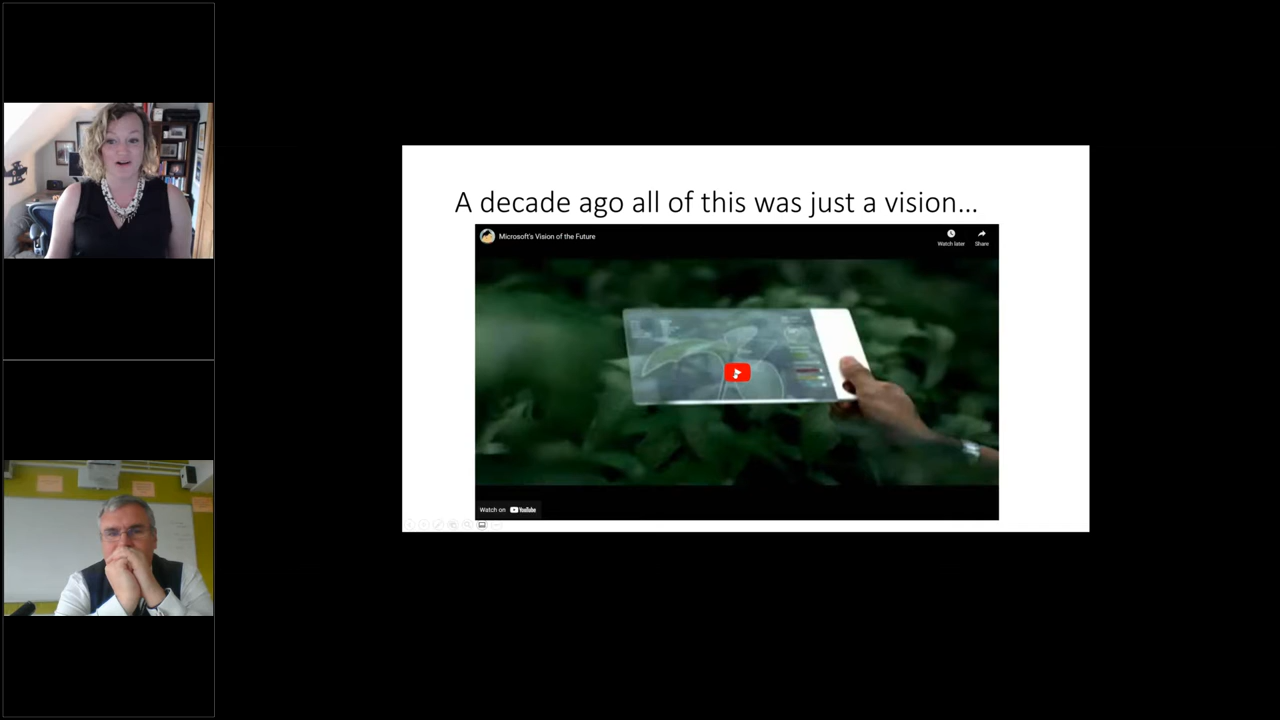 A decade ago all of this was just a vision...
Microsoft's Vision of the Future
Watch later
Share
Watch on YouTube